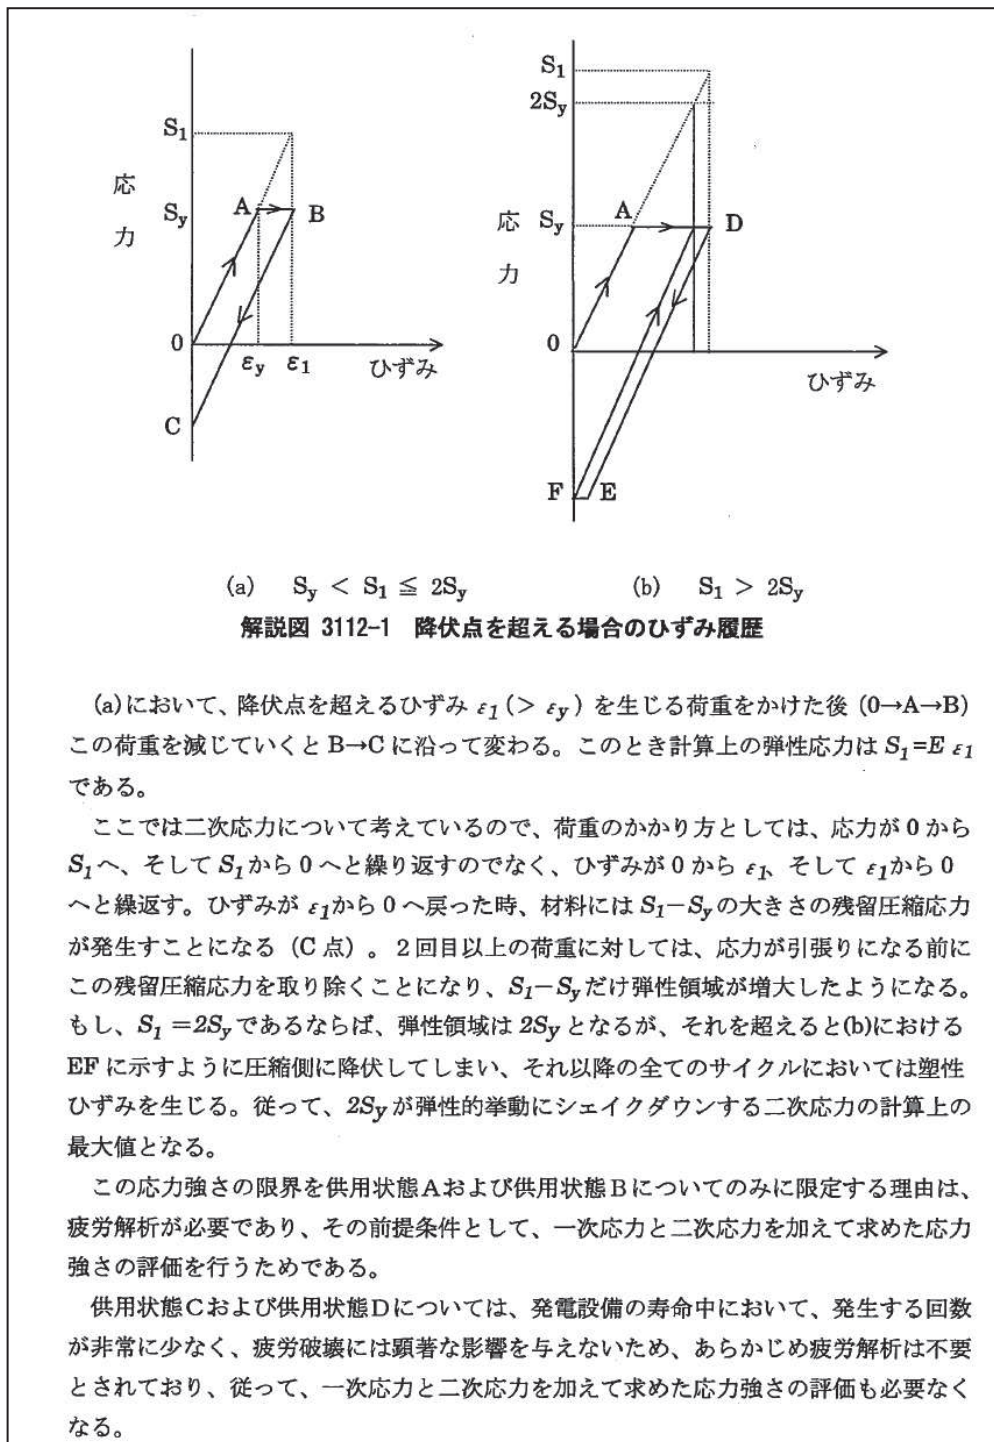 S1
Sy
A
B
0
εy
ε1
ひずみ
C
応
力
S1
2Sy
Sy
A
D
0
ひずみ
F
E
応
力
(a) Sy < S1 ≦ 2Sy
(b) S1 > 2Sy
解説図 3112-1 降伏点を超える場合のひずみ履歴
(a)において、降伏点を超えるひずみ ε1(> εy) を生じる荷重をかけた後 (0→A→B)
この荷重を減じていくと B→C に沿って変わる。このとき計算上の弾性応力は S1=E ε1
である。
ここでは二次応力について考えているので、荷重のかかり方としては、応力が 0 から
S1へ、そして S1から 0 へと繰り返すのでなく、ひずみが 0 から ε1、そして ε1から 0
へと繰返す。ひずみが ε1から 0 へ戻った時、材料には S1−Syの大きさの残留圧縮応力
が発生すことになる（C 点）。2回目以上の荷重に対しては、応力が引張りになる前に
この残留圧縮応力を取り除くことになり、S1−Syだけ弾性領域が増大したようになる。
もし、S1 =2Syであるならば、弾性領域は 2Syとなるが、それを超えると(b)における
EF に示すように圧縮側に降伏してしまい、それ以降の全てのサイクルにおいては塑性
ひずみを生じる。従って、2Syが弾性的挙動にシェイクダウンする二次応力の計算上の
最大値となる。
この応力強さの限界を供用状態Aおよび供用状態Bについてのみに限定する理由は、
疲労解析が必要であり、その前提条件として、一次応力と二次応力を加えて求めた応力
強さの評価を行うためである。
供用状態Cおよび供用状態Dについては、発電設備の寿命中において、発生する回数
が非常に少なく、疲労破壊には顕著な影響を与えないため、あらかじめ疲労解析は不要
とされており、従って、一次応力と二次応力を加えて求めた応力強さの評価も必要なく
なる。